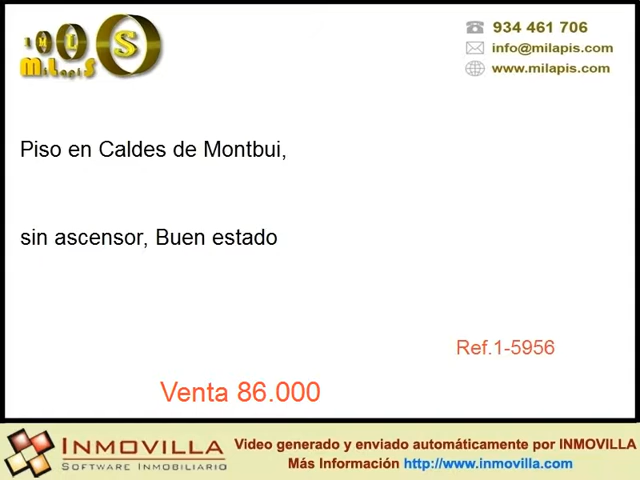 1 M L S
MiLapiS
934 461 706
info@milapis.com
www.milapis.com
Piso en Caldes de Montbui,
sin ascensor, Buen estado
Ref.1-5956
Venta 86.000
INMOVILLA
SOFTWARE INMOBILIARIO
Video generado y enviado automáticamente por INMOVILLA
Más Información http://www.inmovilla.com